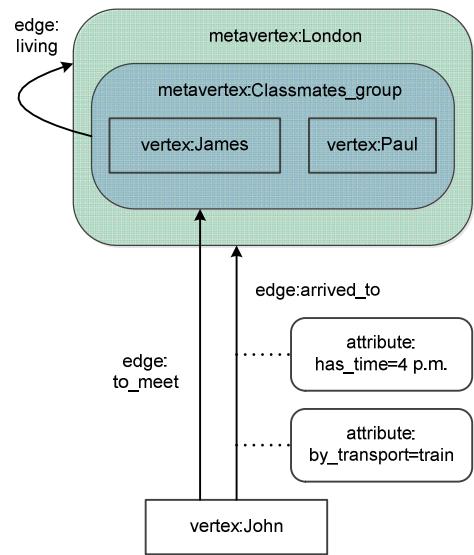 edge:
living
metavertex:London
metavertex:Classmates_group
vertex:James
vertex:Paul
edge:arrived_to
attribute:
has_time=4 p.m.
edge:
to_meet
attribute:
by_transport=train
vertex:John